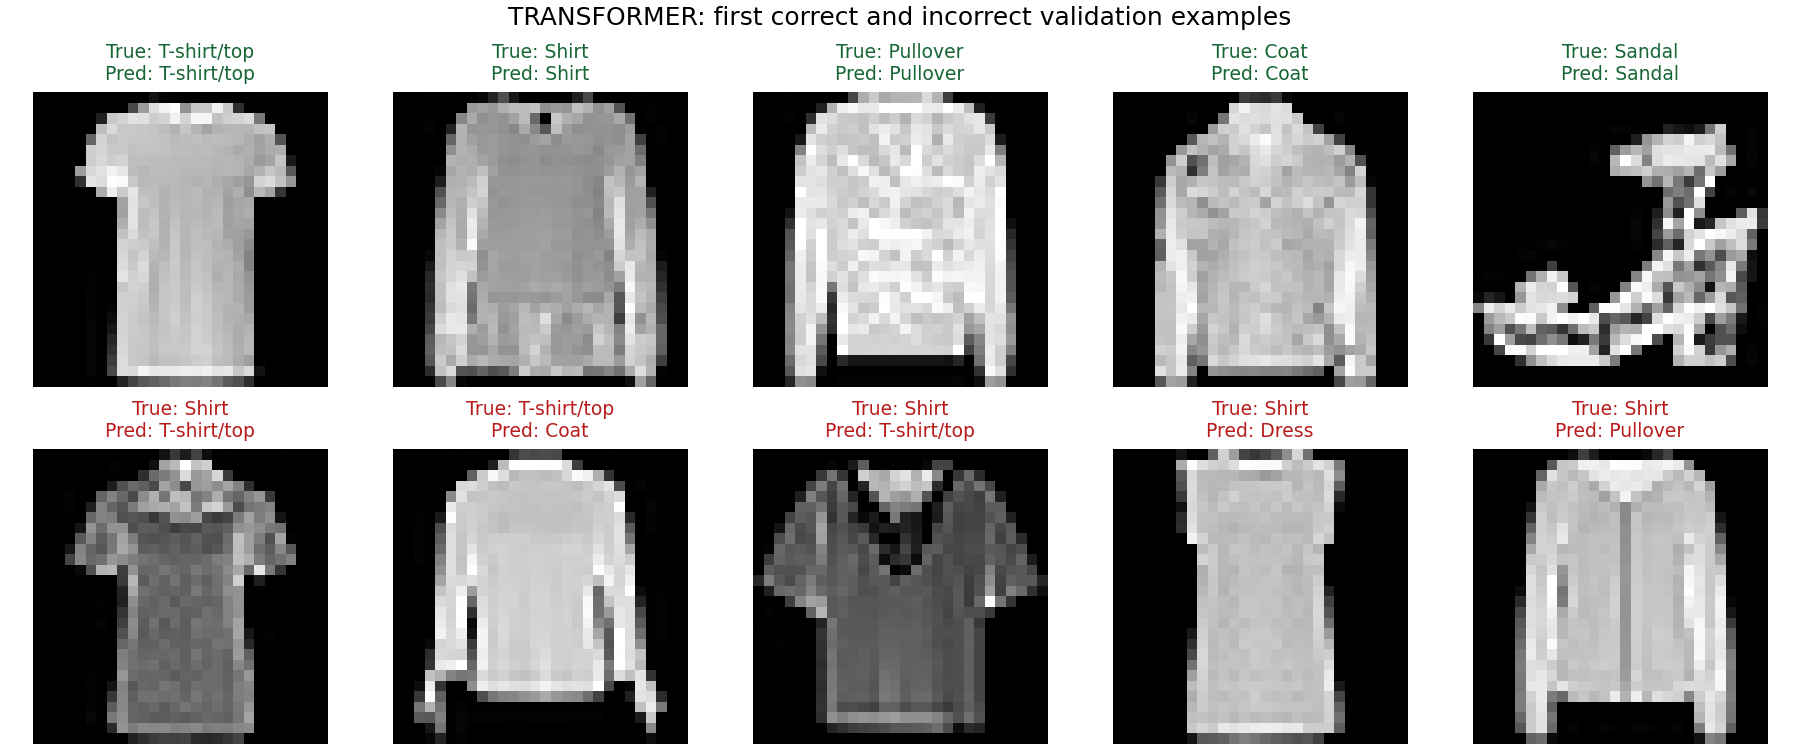 TRANSFORMER: first correct and incorrect validation examples
True: T-shirt/top
Pred: T-shirt/top
True: Shirt
Pred: Shirt
True: Pullover
Pred: Pullover
True: Coat
Pred: Coat
True: Sandal
Pred: Sandal
True: Shirt
Pred: T-shirt/top
True: T-shirt/top
Pred: Coat
True: Shirt
Pred: T-shirt/top
True: Shirt
Pred: Dress
True: Shirt
Pred: Pullover